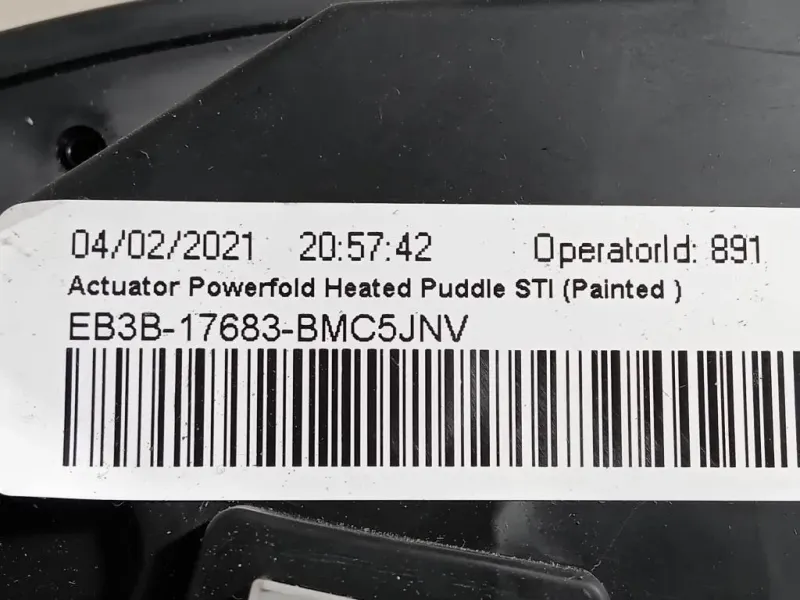 04/02/2021 20:57:42 OperatorId: 891
Actuator Powerfold Heated Puddle STI (Painted )
EB3B-17683-BMC5JNV